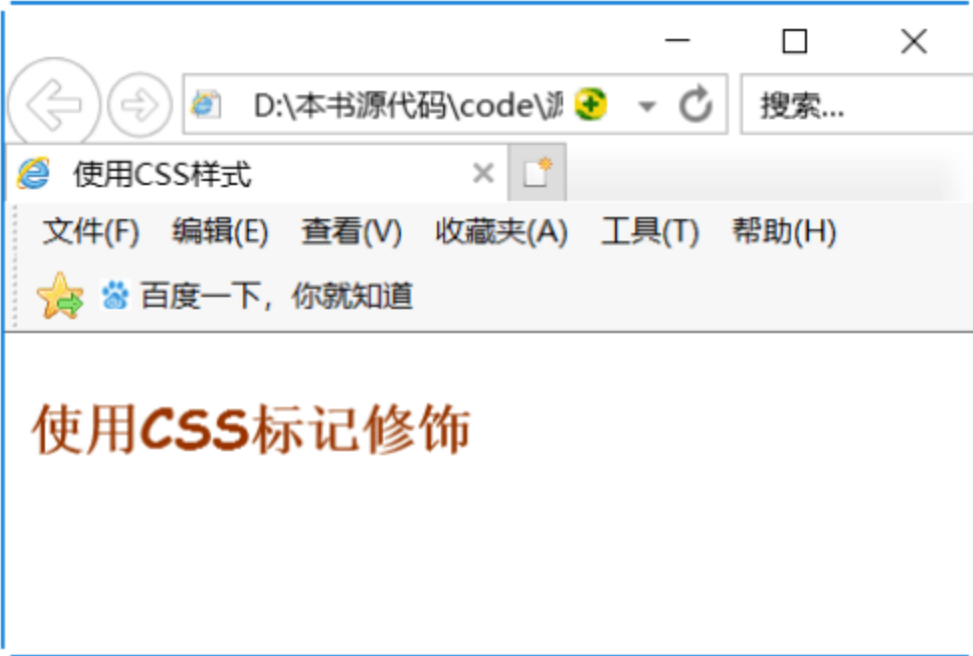 D:\本书源代码\code\源 搜索...
使用CSS样式
文件(F) 编辑(E) 查看(V) 收藏夹(A) 工具(T) 帮助(H)
百度一下，你就知道
使用CSS标记修饰